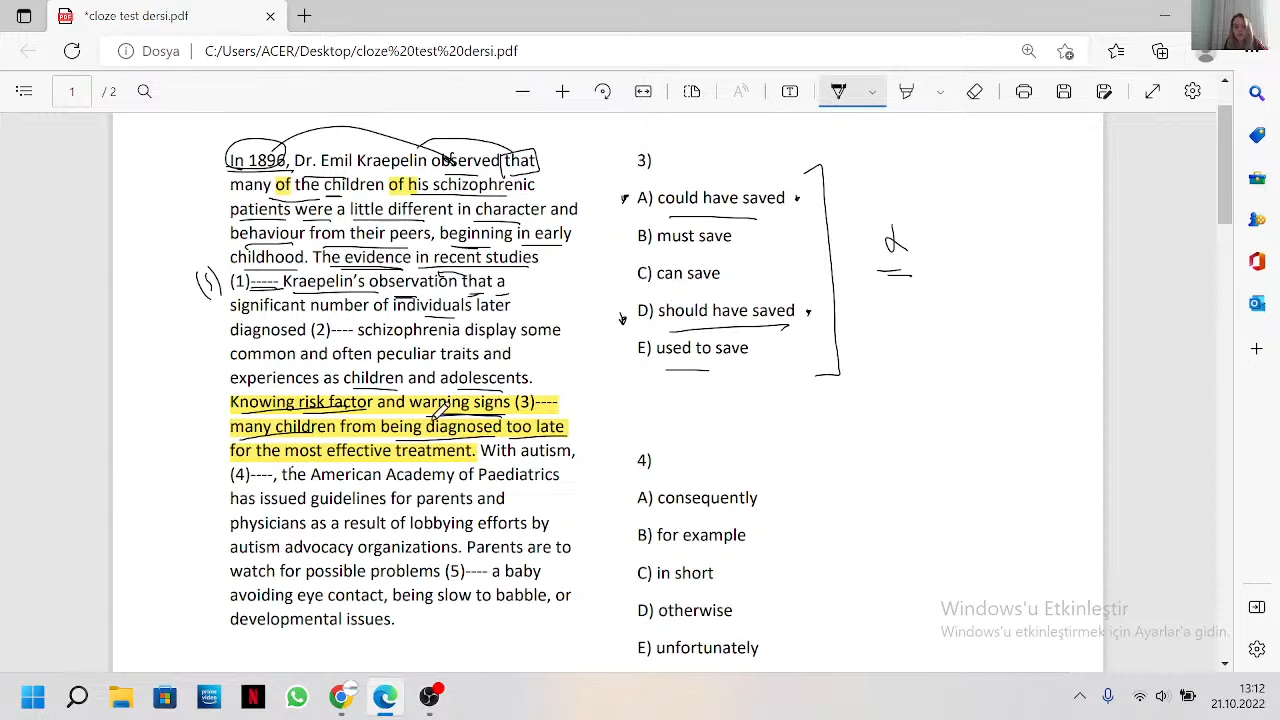 *cloze test dersi.pdf
Dosya
C:/Users/ACER/Desktop/cloze%20test%20dersi.pdf
1
/ 2
In 1896, Dr. Emil Kraepelin observed that
many of the children of his schizophrenic
patients were a little different in character and
behaviour from their peers, beginning in early
childhood. The evidence in recent studies
(1)----- Kraepelin's observation that a
significant number of individuals later
diagnosed (2)---- schizophrenia display some
common and often peculiar traits and
experiences as children and adolescents.
Knowing risk factor and warning signs (3)----
many children from being diagnosed too late
for the most effective treatment. With autism,
(4)----, the American Academy of Paediatrics
has issued guidelines for parents and
physicians as a result of lobbying efforts by
autism advocacy organizations. Parents are to
watch for possible problems (5)---- a baby
avoiding eye contact, being slow to babble, or
developmental issues.
3)
A) could have saved
B) must save
C) can save
D) should have saved
E) used to save
4)
A) consequently
B) for example
C) in short
D) otherwise
E) unfortunately
Windows'u Etkinleştir
Windows'u etkinleştirmek için Ayarlar'a gidin.
prime
video
13:12
21.10.2022